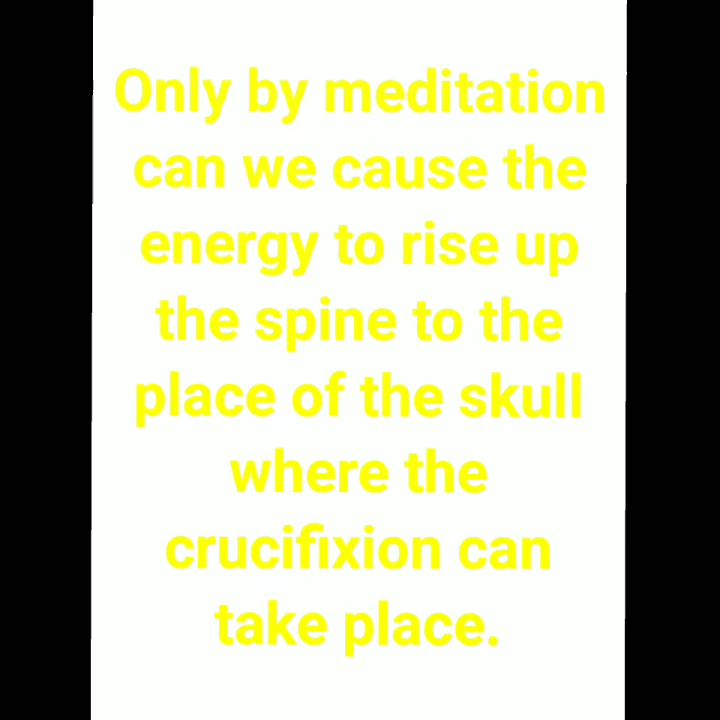 Only by meditation
can we cause the
energy to rise up
the spine to the
place of the skull
where the
crucifixion can
take place.